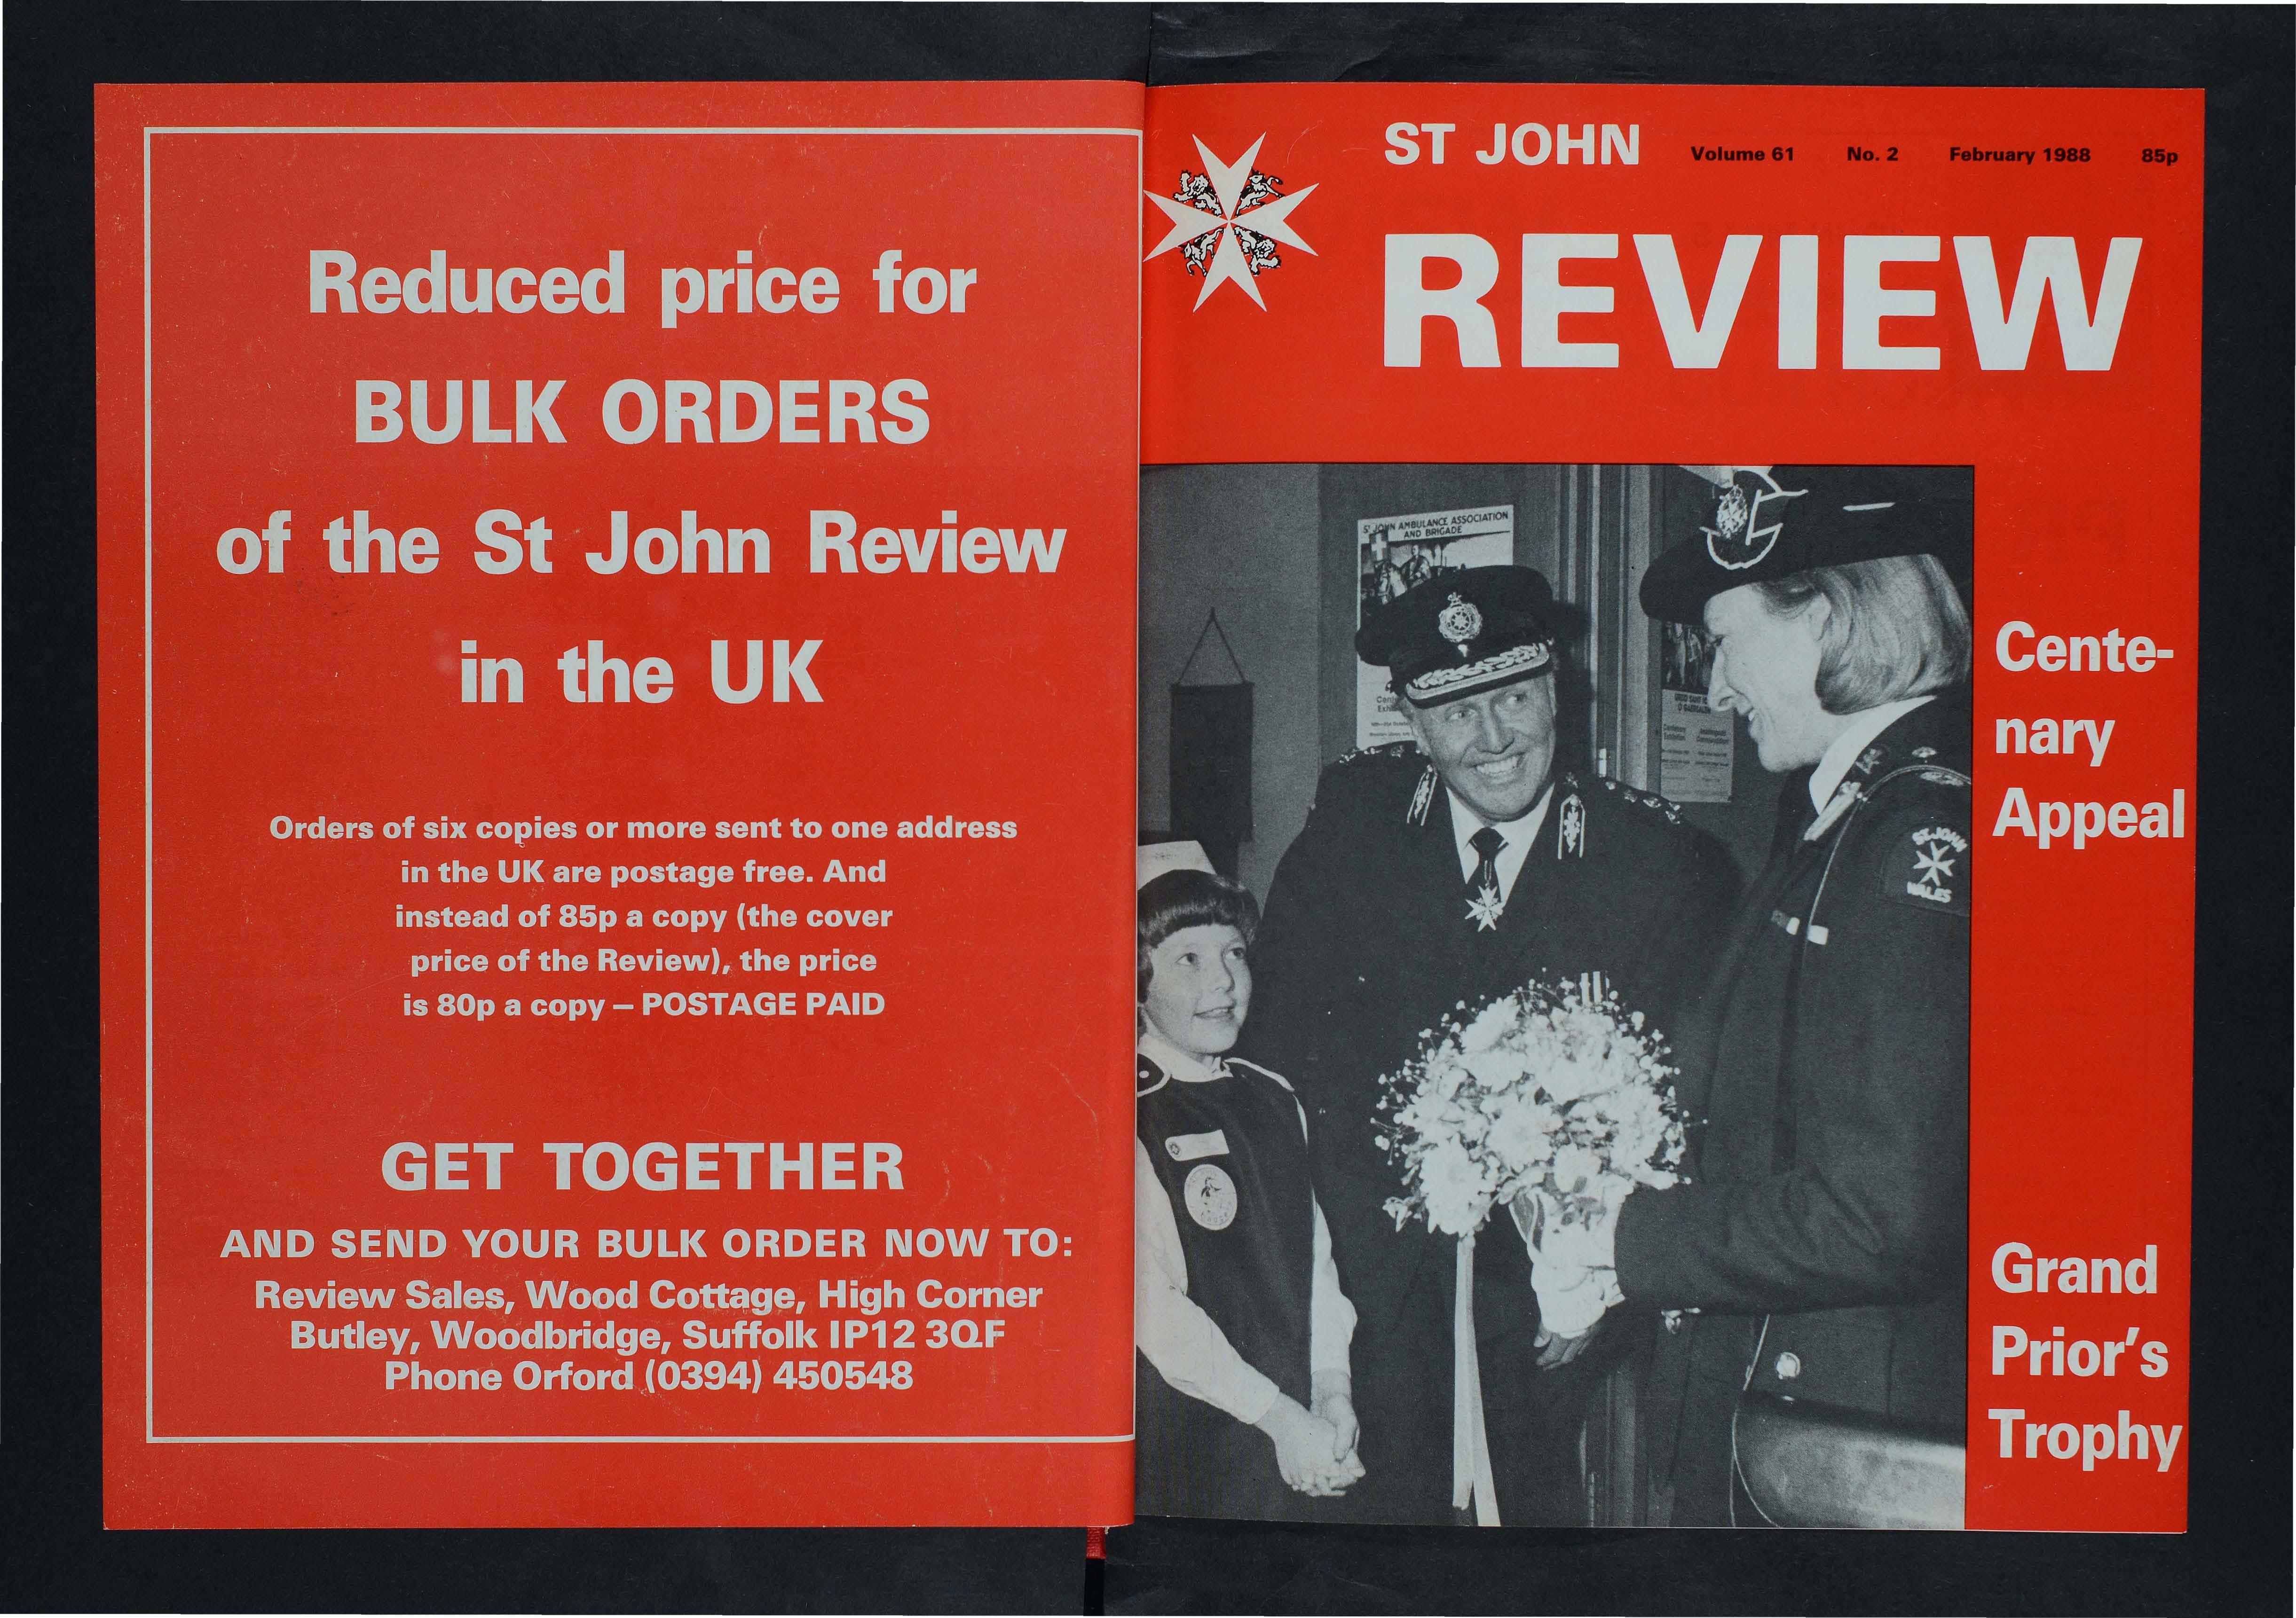 Reduced price for
BULK ORDERS
of the St John Review
in the UK
Orders of six copies or more sent to one address
in the UK are postage free. And
instead of 85p a copy (the cover
price of the Review), the price
is 80p a copy – POSTAGE PAID
GET TOGETHER
AND SEND YOUR BULK ORDER NOW TO:
Review Sales, Wood Cottage, High Corner
Butley, Woodbridge, Suffolk IP12 3QF
Phone Orford (0394) 450548
ST JOHN
Volume 61 No. 2 February 1988 85p
REVIEW
ST JOHN AMBULANCE ASSOCIATION
AND BRIGADE
ST. JOHN
WALES
Cente-
nary
Appeal
Grand
Prior's
Trophy